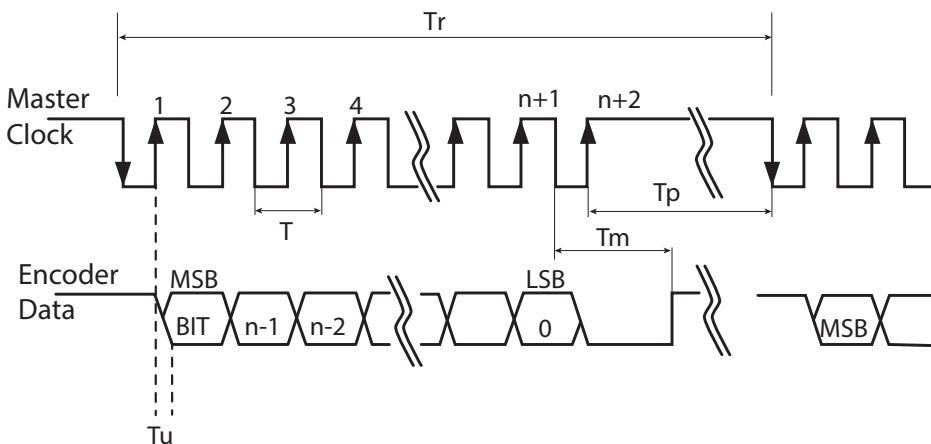 Tr
Master
Clock
1 2 3 4 n+1 n+2
T
Tp
Tm
Encoder
Data
MSB LSB
BIT n-1 n-2 0 MSB
Tu